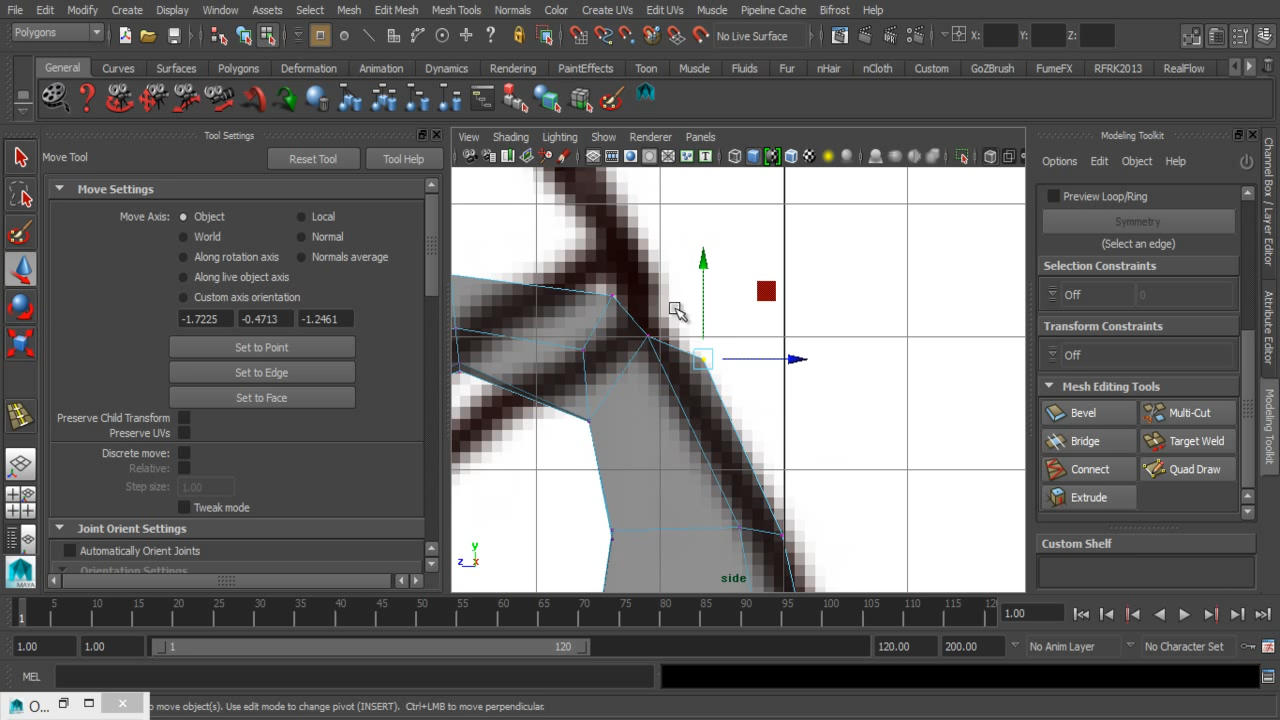 File Edit Modify Create Display Window Assets Select Mesh Edit Mesh Mesh Tools Normals Color Create UVs Edit UVs Muscle Pipeline Cache Bifrost Help
Polygons No Live Surface X: Y: Z:
General Curves Surfaces Polygons Deformation Animation Dynamics Rendering PaintEffects Toon Muscle Fluids Fur nHair nCloth Custom GoZBrush FumeFX RFRK2013 RealFlow
Tool Settings
Move Tool Reset Tool Tool Help
Move Settings
Move Axis: Object Local
World Normal
Along rotation axis Normals average
Along live object axis
Custom axis orientation
-1.7225 -0.4713 -1.2461
Set to Point
Set to Edge
Set to Face
Preserve Child Transform
Preserve UVs
Discrete move:
Relative:
Step size: 1.00
Tweak mode
Joint Orient Settings
Automatically Orient Joints
Orientation Settings
View Shading Lighting Show Renderer Panels
y
z x
side
Modeling Toolkit
Options Edit Object Help
Preview Loop/Ring
Symmetry
(Select an edge)
Selection Constraints
Off 0
Transform Constraints
Off
Mesh Editing Tools
Bevel Multi-Cut
Bridge Target Weld
Connect Quad Draw
Extrude
Custom Shelf
Channel Box / Layer Editor
Attribute Editor
Modeling Toolkit
5 10 15 20 25 30 35 40 45 50 55 60 65 70 75 80 85 90 95 100 105 110 115 12
1
1.00
1.00 1.00 1 120 120.00 200.00 No Anim Layer No Character Set
MEL
O... to move object(s). Use edit mode to change pivot (INSERT). Ctrl+LMB to move perpendicular.
MAYA